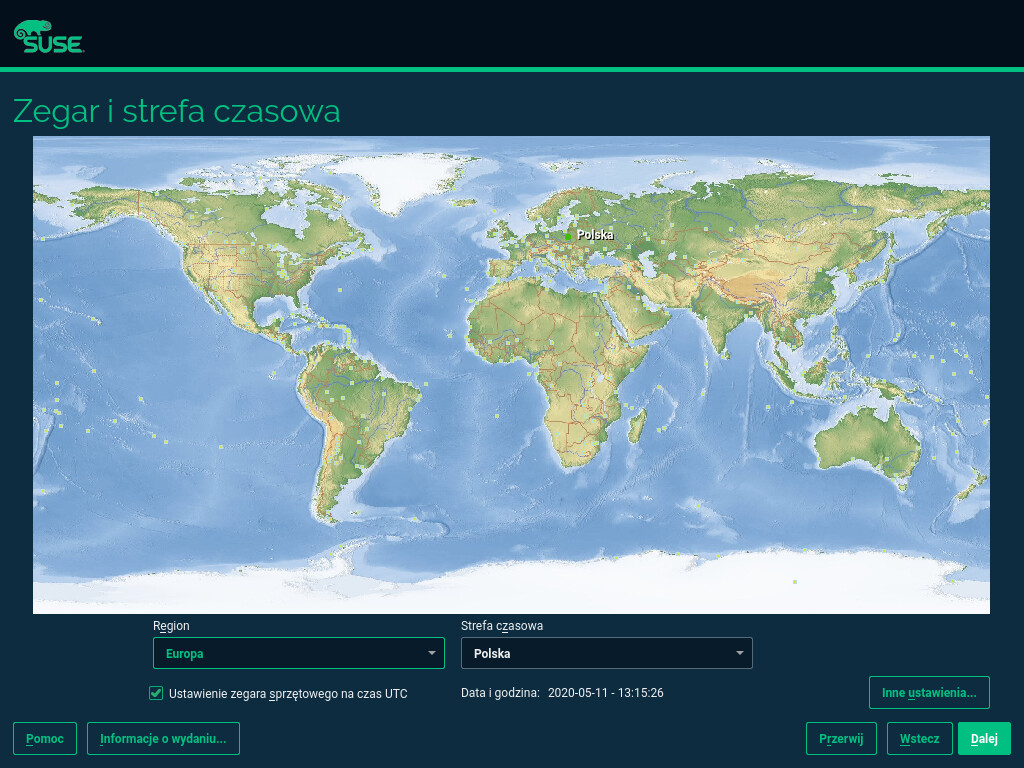 SUSE
Zegar i strefa czasowa
Polska
Region
Strefa czasowa
Europa
Polska
Ustawienie zegara sprzętowego na czas UTC
Data i godzina: 2020-05-11 - 13:15:26
Inne ustawienia...
Pomoc
Informacje o wydaniu...
Przerwij
Wstecz
Dalej